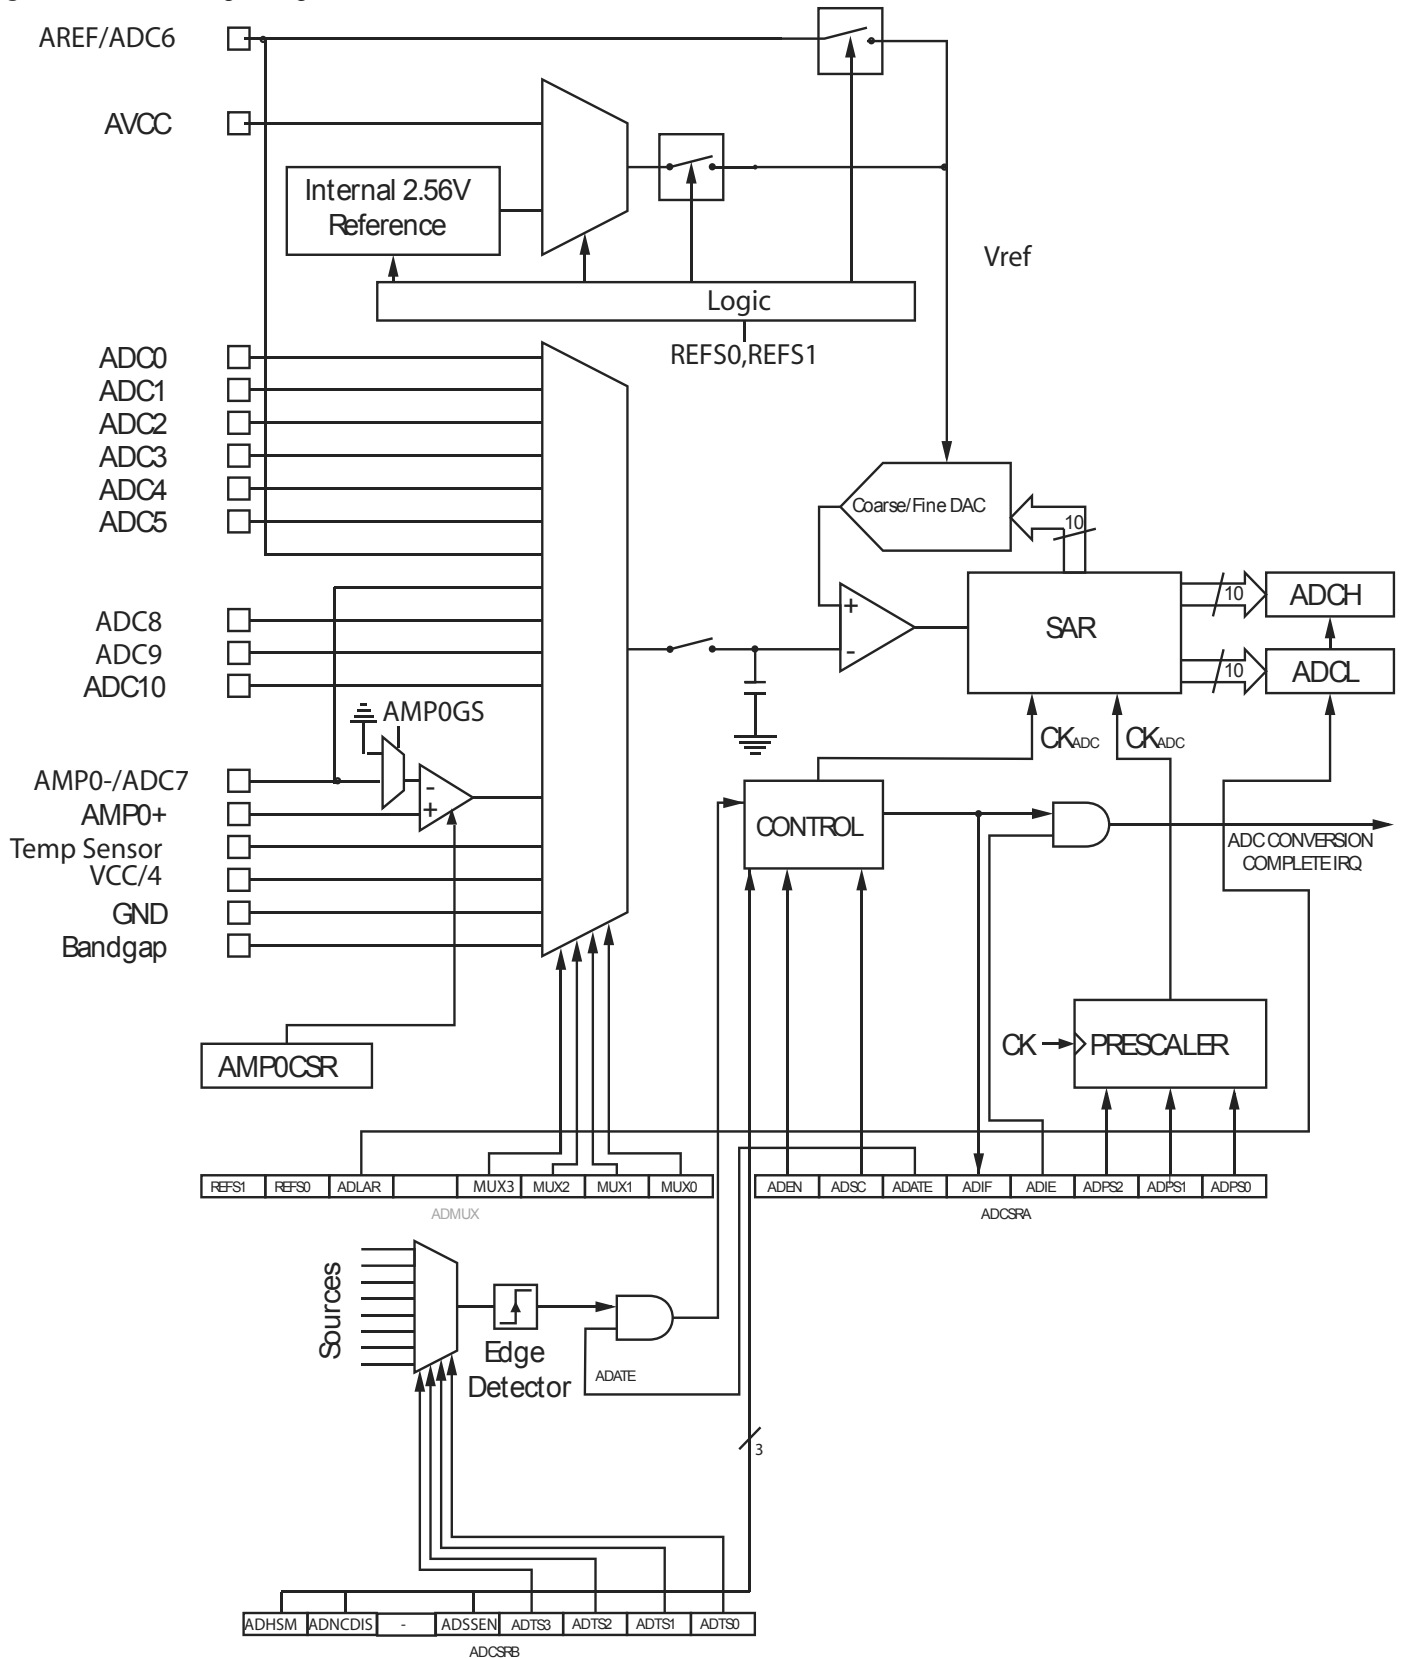 AREF/ADC6
AVCC
Internal 2.56V
Reference
Vref
Logic
REFS0,REFS1
ADC0
ADC1
ADC2
ADC3
ADC4
ADC5
Coarse/Fine DAC
10
ADC8
ADC9
ADC10
+
-
SAR
10
ADCH
10
ADCL
AMP0GS
CKADC
CKADC
AMP0-/ADC7
AMP0+
-
+
Temp Sensor
VCC/4
GND
Bandgap
CONTROL
ADC CONVERSION
COMPLETE IRQ
AMP0CSR
CK
PRESCALER
REFS1 REFS0 ADLAR MUX3 MUX2 MUX1 MUX0
ADMUX
ADEN ADSC ADATE ADIF ADIE ADPS2 ADPS1 ADPS0
ADCSRA
Sources
Edge
Detector
ADATE
3
ADHSM ADNCDIS - ADSSEN ADTS3 ADTS2 ADTS1 ADTS0
ADCSRB